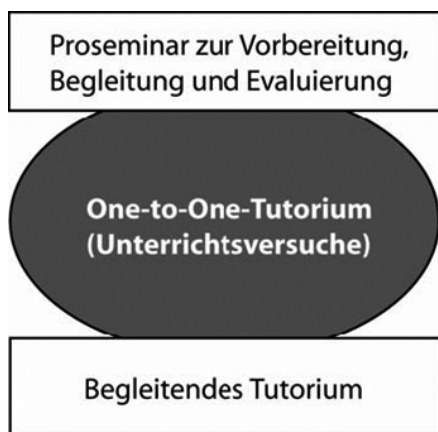 Proseminar zur Vorbereitung,
Begleitung und Evaluierung
One-to-One-Tutorium
(Unterrichtsversuche)
Begleitendes Tutorium